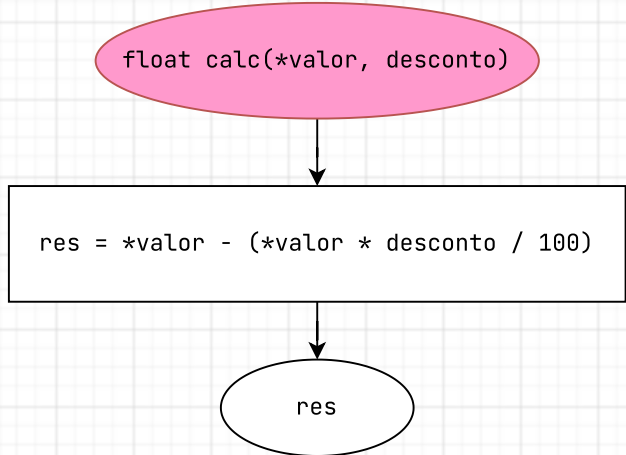 float calc(*valor, desconto)
res = *valor - (*valor * desconto / 100)
res